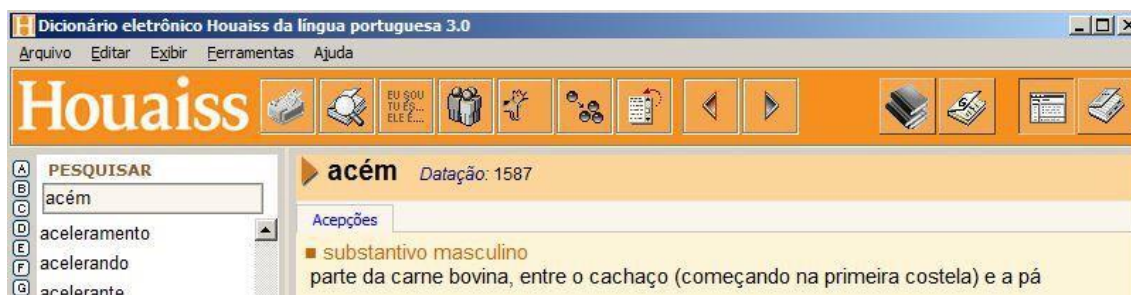 Dicionário eletrônico Houaiss da língua portuguesa 3.0
Arquivo Editar Exibir Ferramentas Ajuda
Houaiss
EU SOU
TU ÉS...
ELE É....
A
B
C
D
E
F
G
PESQUISAR
acém
aceleramento
acelerando
acelerante
acém Datação: 1587
Acepções
substantivo masculino
parte da carne bovina, entre o cachaço (começando na primeira costela) e a pá